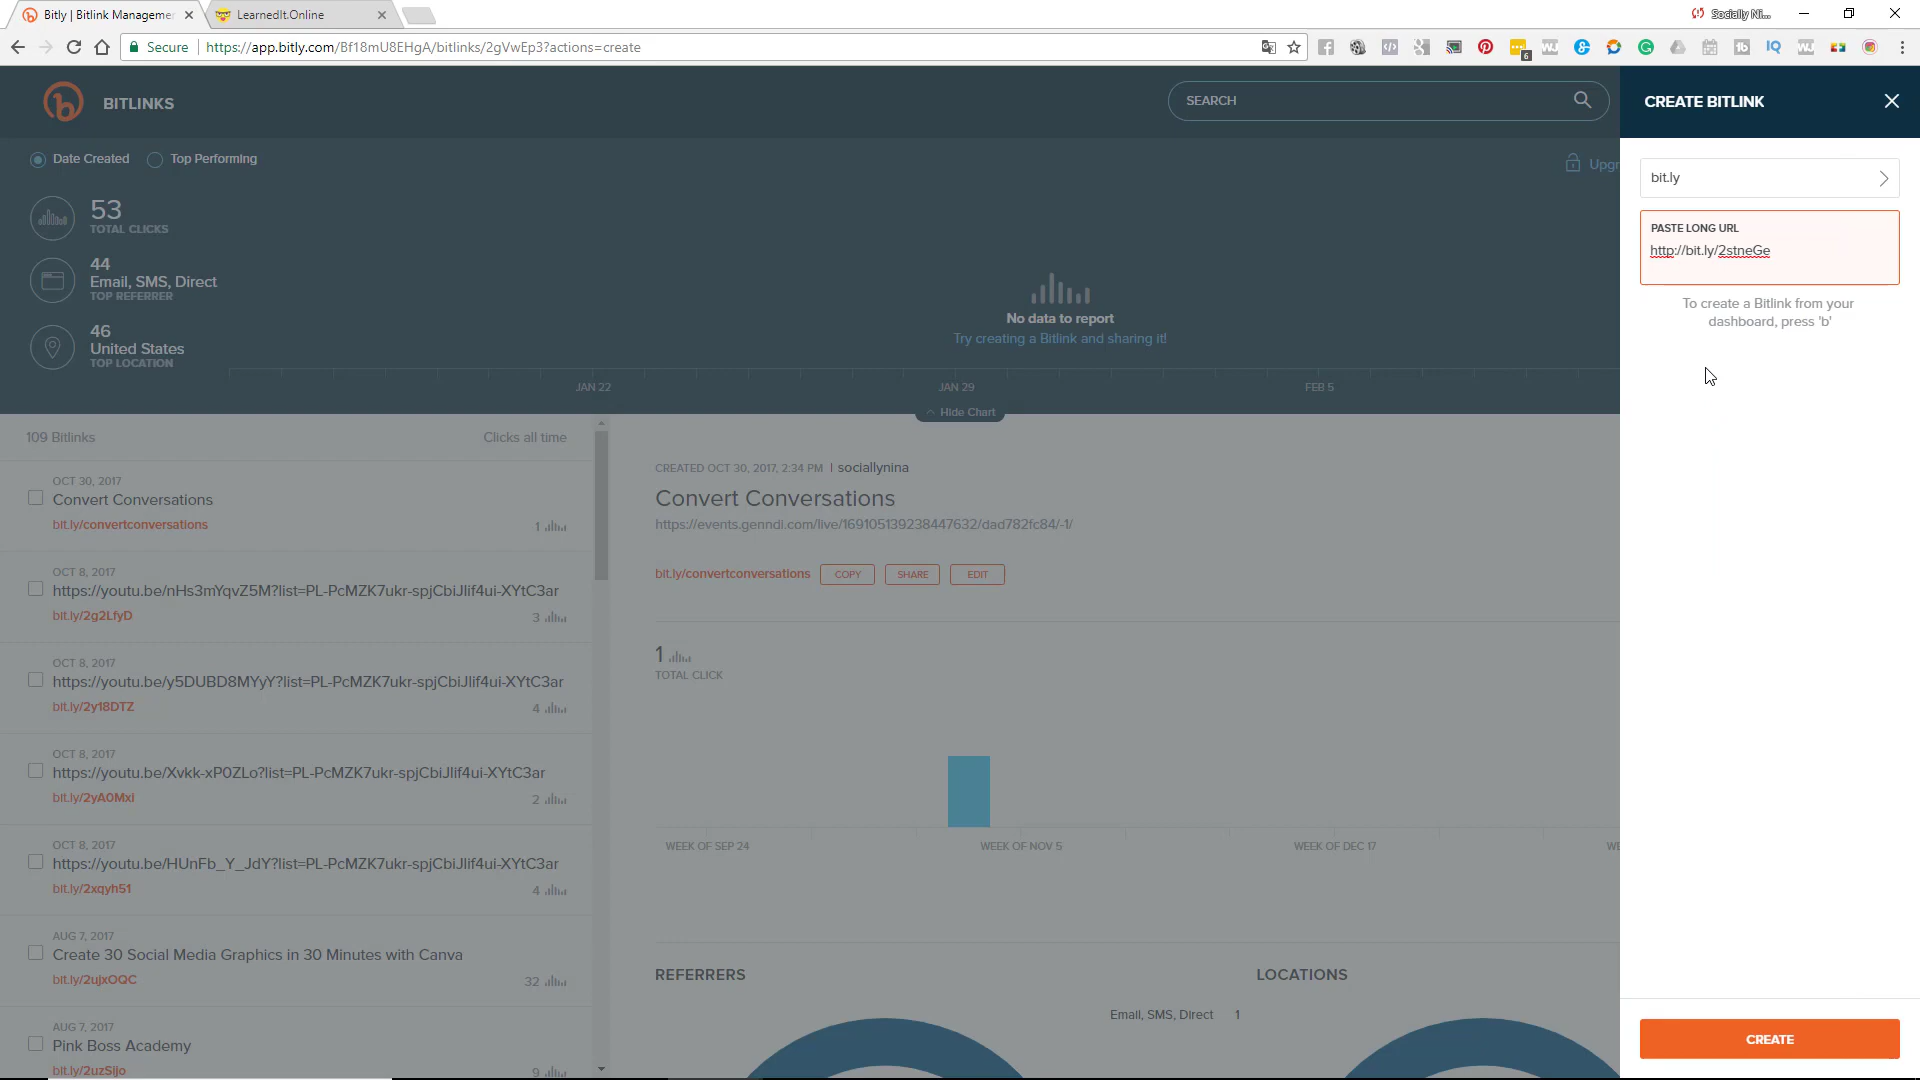 Bitly | Bitlink Manageme
LearnedIt.Online
Socially Ni...
Secure
https://app.bitly.com/Bf18mU8EHgA/bitlinks/2gVwEp3?actions=create
6
BITLINKS
SEARCH
CREATE BITLINK
Date Created
Top Performing
Upgr
53
TOTAL CLICKS
44
Email, SMS, Direct
TOP REFERRER
46
United States
TOP LOCATION
No data to report
Try creating a Bitlink and sharing it!
JAN 22
JAN 29
FEB 5
Hide Chart
bit.ly
PASTE LONG URL
http://bit.ly/2stneGe
To create a Bitlink from your
dashboard, press 'b'
109 Bitlinks
Clicks all time
OCT 30, 2017
Convert Conversations
bit.ly/convertconversations
1
OCT 8, 2017
https://youtu.be/nHs3mYqvZ5M?list=PL-PcMZK7ukr-spjCbiJlif4ui-XYtC3ar
bit.ly/2g2LfyD
3
OCT 8, 2017
https://youtu.be/y5DUBD8MYyY?list=PL-PcMZK7ukr-spjCbiJlif4ui-XYtC3ar
bit.ly/2y18DTZ
4
OCT 8, 2017
https://youtu.be/Xvkk-xP0ZLo?list=PL-PcMZK7ukr-spjCbiJlif4ui-XYtC3ar
bit.ly/2yA0MxI
2
OCT 8, 2017
https://youtu.be/HUnFb_Y_JdY?list=PL-PcMZK7ukr-spjCbiJlif4ui-XYtC3ar
bit.ly/2xqyh51
4
AUG 7, 2017
Create 30 Social Media Graphics in 30 Minutes with Canva
bit.ly/2ujxOQC
32
AUG 7, 2017
Pink Boss Academy
bit.ly/2uzSijo
9
CREATED OCT 30, 2017, 2:34 PM | sociallynina
Convert Conversations
https://events.genndi.com/live/169105139238447632/dad782fc84/-1/
bit.ly/convertconversations
COPY
SHARE
EDIT
1
TOTAL CLICK
WEEK OF SEP 24
WEEK OF NOV 5
WEEK OF DEC 17
WE
REFERRERS
Email, SMS, Direct 1
LOCATIONS
CREATE